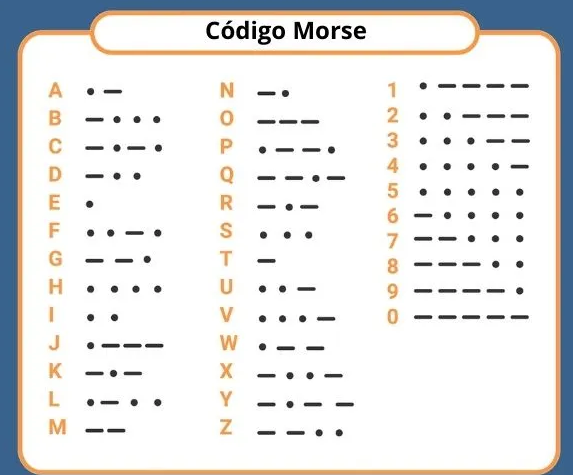 Código Morse
A • —
B — • • •
C — • — •
D — • •
E •
F • • — •
G — — •
H • • • •
I • •
J • — — —
K — • —
L • — • •
M — —
N — •
O — — —
P • — — •
Q — — • —
R — • —
S • • •
T —
U • • —
V • • • —
W • — —
X — • • —
Y — • — —
Z — — • •
1 • — — — —
2 • • — — —
3 • • • — —
4 • • • • —
5 • • • • •
6 — • • • •
7 — — • • •
8 — — — • •
9 — — — — •
0 — — — — —